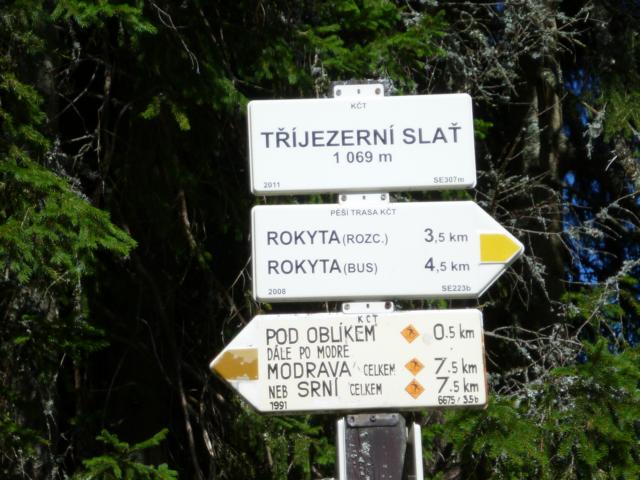 KČT
TŘÍJEZERNÍ SLAŤ
1 069 m
2011 SE307m
PĚŠÍ TRASA KČT
ROKYTA (ROZC.) 3,5 km
ROKYTA (BUS) 4,5 km
2008 SE223b
KČT
POD OBLÍKEM 0.5 km
DÁLE PO MODRÉ
MODRAVA CELKEM 7.5 km
NEB SRNÍ CELKEM 7.5 km
1991 6675/3.5b